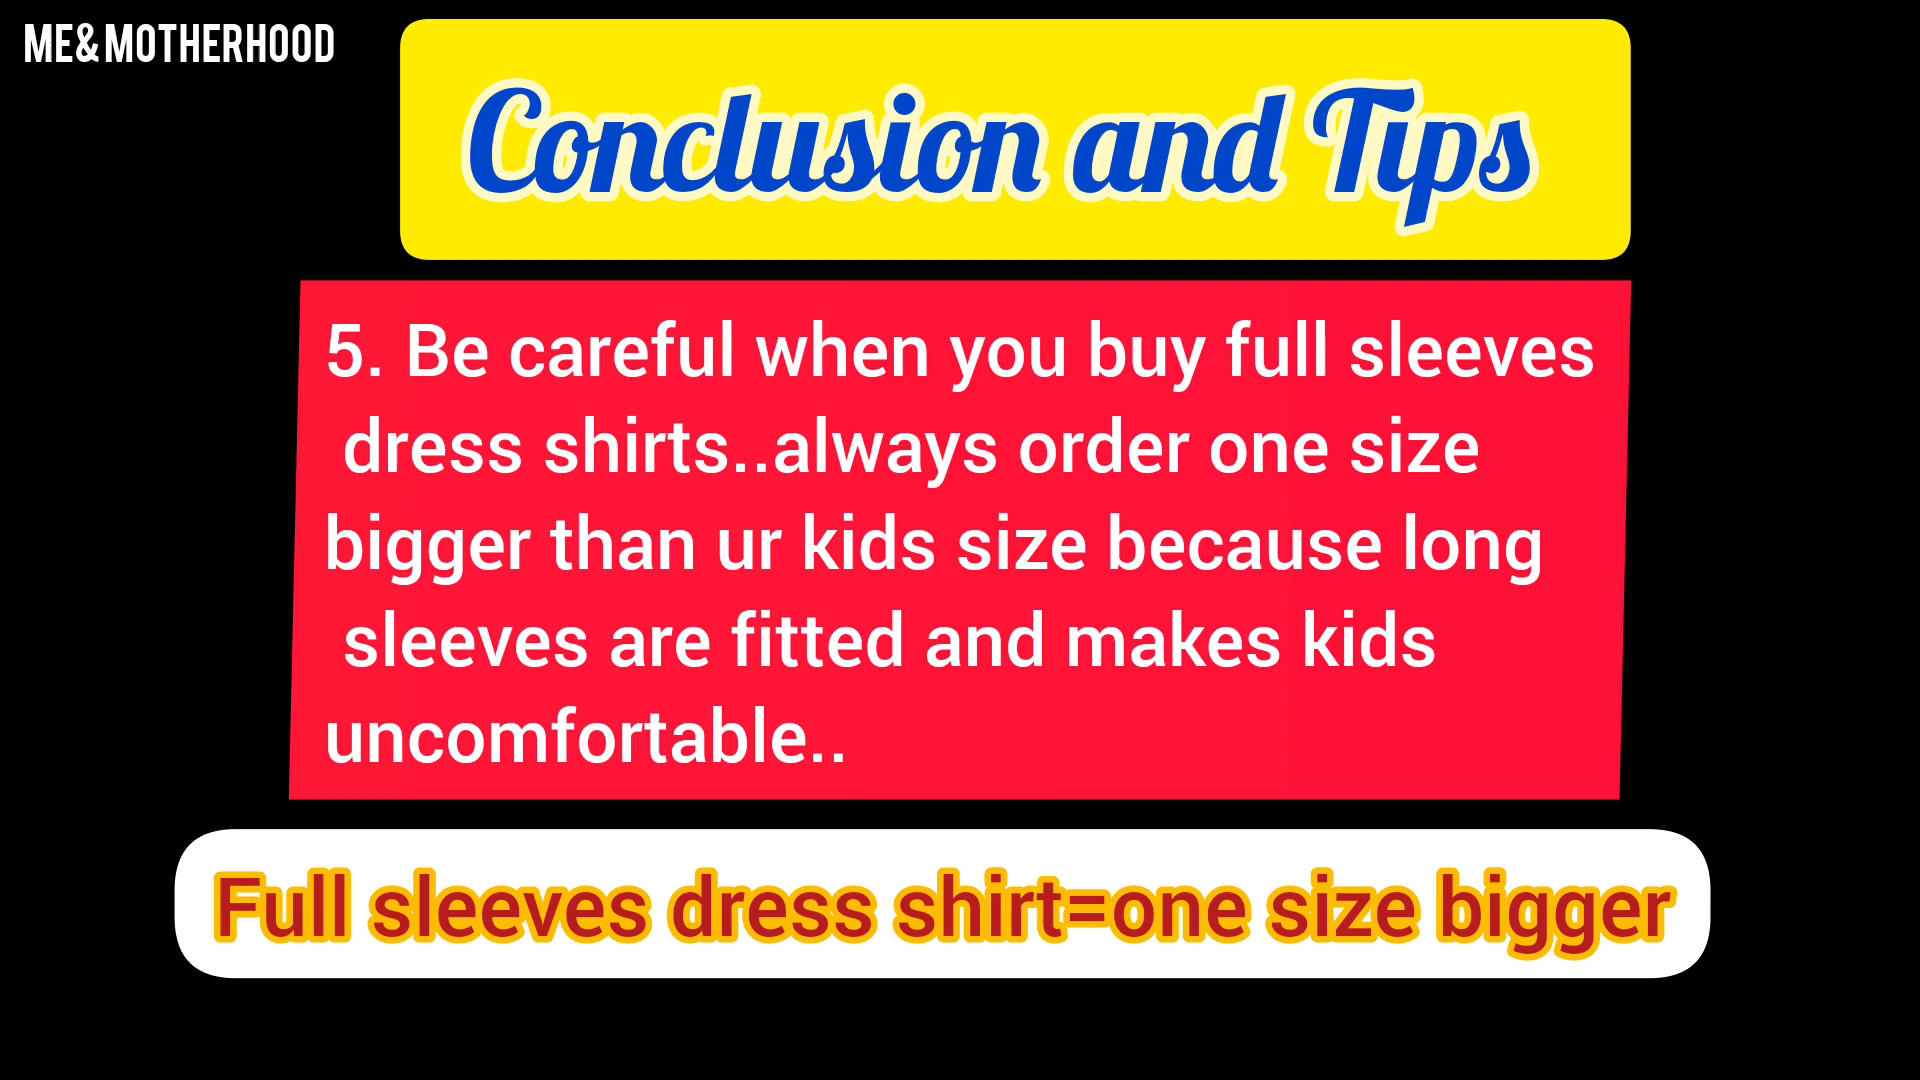 ME&MOTHERHOOD
Conclusion and Tips
5. Be careful when you buy full sleeves
dress shirts..always order one size
bigger than ur kids size because long
sleeves are fitted and makes kids
uncomfortable..
Full sleeves dress shirt=one size bigger